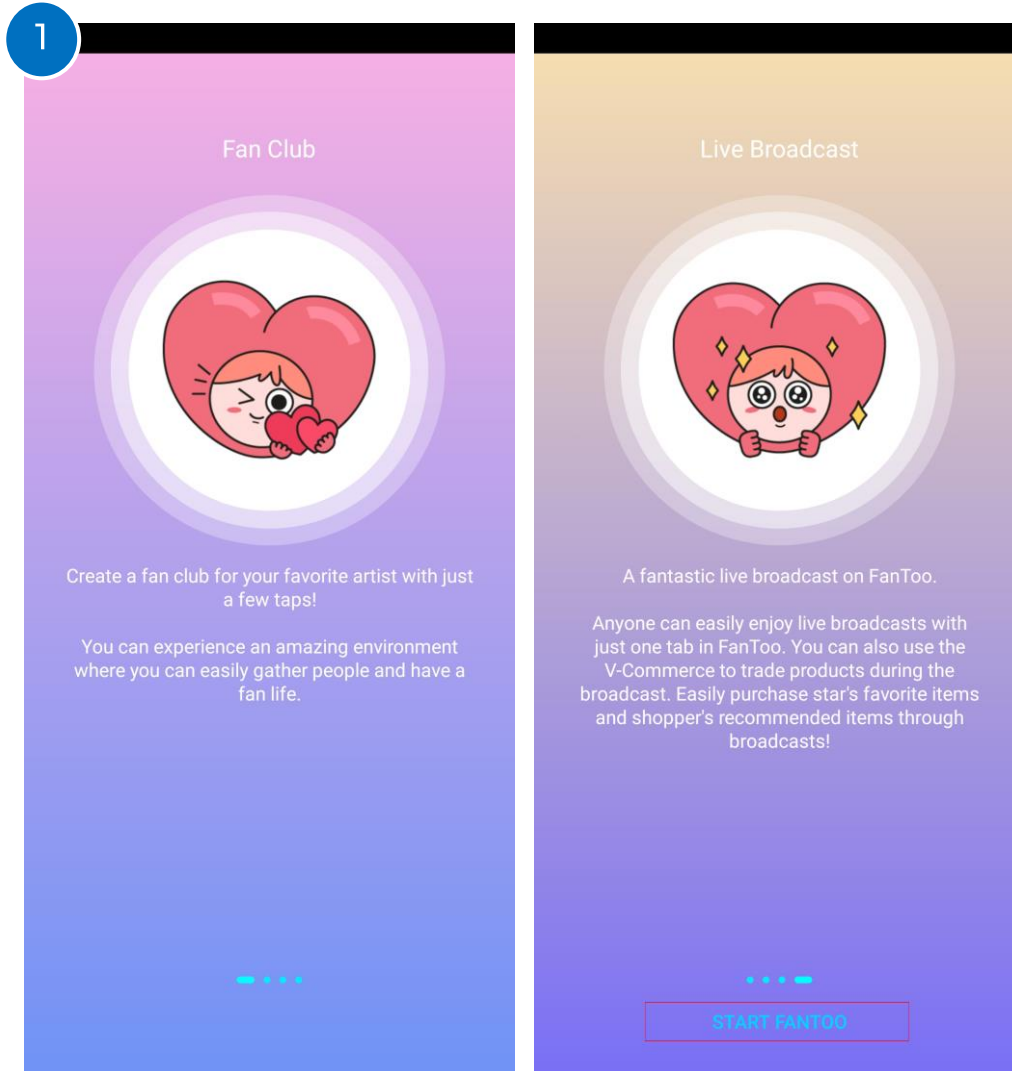 1
Fan Club
Create a fan club for your favorite artist with just
a few taps!
You can experience an amazing environment
where you can easily gather people and have a
fan life.
Live Broadcast
A fantastic live broadcast on FanToo.
Anyone can easily enjoy live broadcasts with
just one tab in FanToo. You can also use the
V-Commerce to trade products during the
broadcast. Easily purchase star's favorite items
and shopper's recommended items through
broadcasts!
START FANTOO